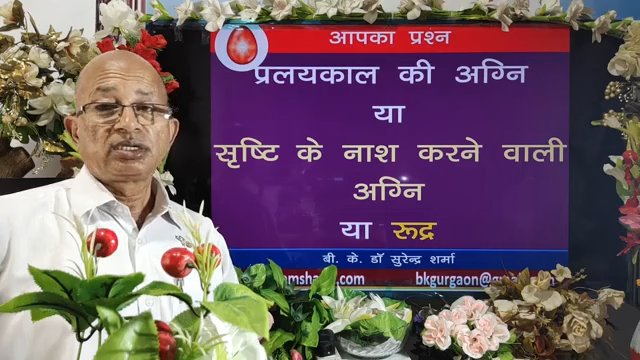 आपका प्रश्न
प्रलयकाल की अग्नि
या
सृष्टि के नाश करने वाली
अग्नि
या रूद्र
बी. के. डॉ सुरेन्द्र शर्मा